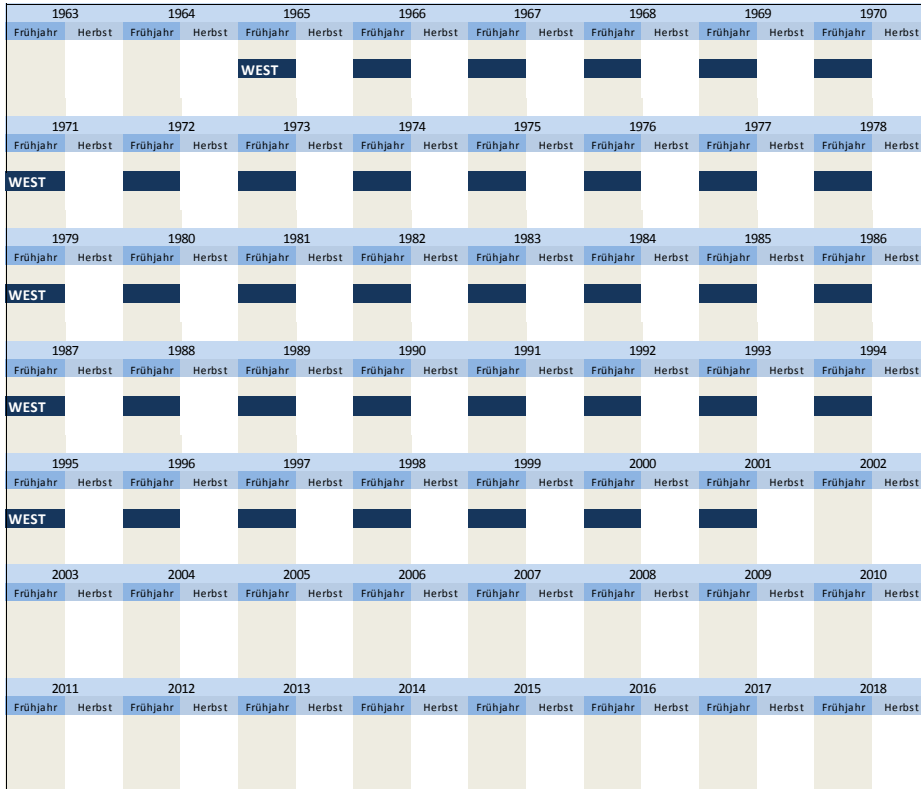 1963 1964 1965 1966 1967 1968 1969 1970
Frühjahr Herbst Frühjahr Herbst Frühjahr Herbst Frühjahr Herbst Frühjahr Herbst Frühjahr Herbst Frühjahr Herbst Frühjahr Herbst
WEST
1971 1972 1973 1974 1975 1976 1977 1978
Frühjahr Herbst Frühjahr Herbst Frühjahr Herbst Frühjahr Herbst Frühjahr Herbst Frühjahr Herbst Frühjahr Herbst Frühjahr Herbst
WEST
1979 1980 1981 1982 1983 1984 1985 1986
Frühjahr Herbst Frühjahr Herbst Frühjahr Herbst Frühjahr Herbst Frühjahr Herbst Frühjahr Herbst Frühjahr Herbst Frühjahr Herbst
WEST
1987 1988 1989 1990 1991 1992 1993 1994
Frühjahr Herbst Frühjahr Herbst Frühjahr Herbst Frühjahr Herbst Frühjahr Herbst Frühjahr Herbst Frühjahr Herbst Frühjahr Herbst
WEST
1995 1996 1997 1998 1999 2000 2001 2002
Frühjahr Herbst Frühjahr Herbst Frühjahr Herbst Frühjahr Herbst Frühjahr Herbst Frühjahr Herbst Frühjahr Herbst Frühjahr Herbst
WEST
2003 2004 2005 2006 2007 2008 2009 2010
Frühjahr Herbst Frühjahr Herbst Frühjahr Herbst Frühjahr Herbst Frühjahr Herbst Frühjahr Herbst Frühjahr Herbst Frühjahr Herbst
2011 2012 2013 2014 2015 2016 2017 2018
Frühjahr Herbst Frühjahr Herbst Frühjahr Herbst Frühjahr Herbst Frühjahr Herbst Frühjahr Herbst Frühjahr Herbst Frühjahr Herbst